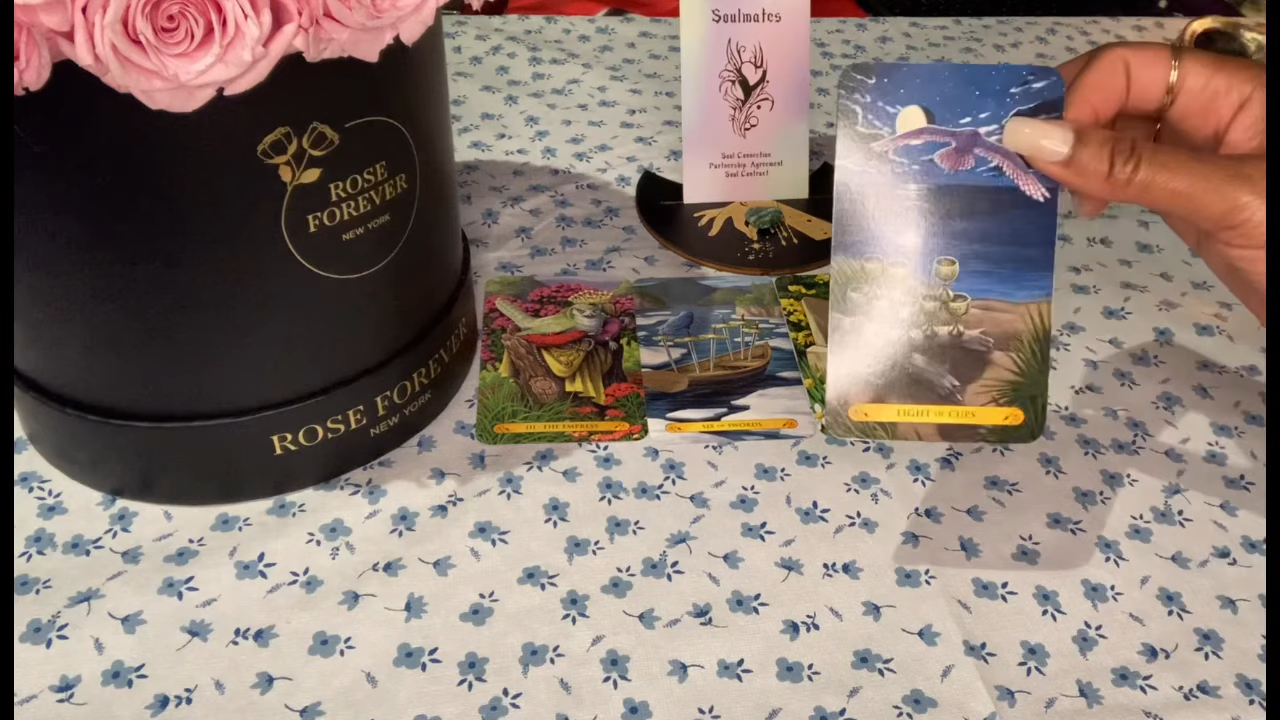 Soulmates
Soul Connection
Partnership Agreement
Soul Contract
ROSE
FOREVER
NEW YORK
ROSE FOREVER
NEW YORK
III · THE EMPRESS
SIX OF SWORDS
EIGHT OF CUPS